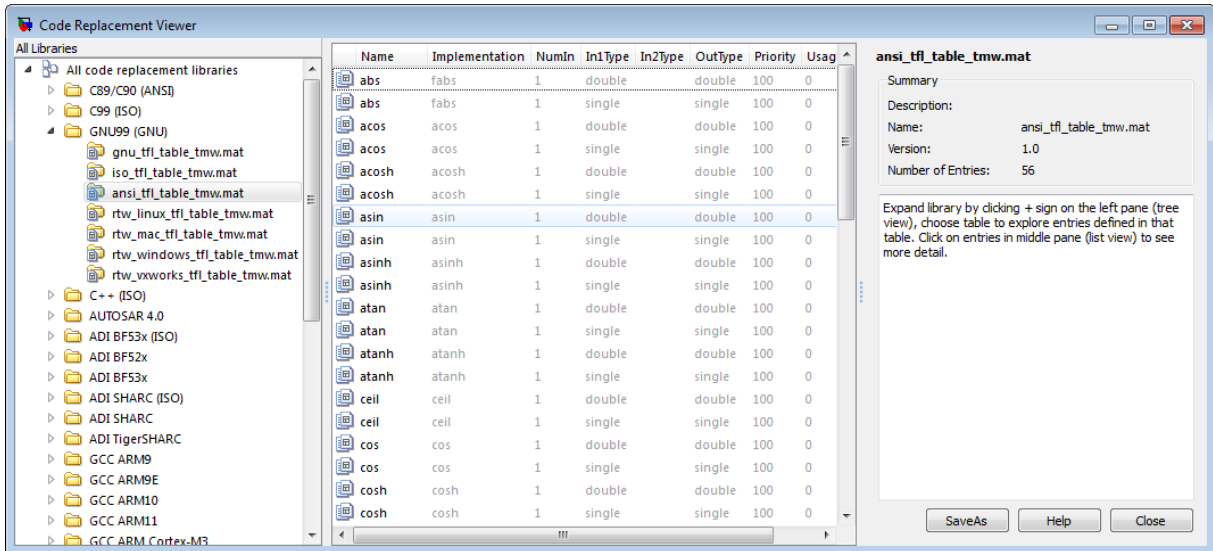 Code Replacement Viewer
All Libraries
All code replacement libraries
C89/C90 (ANSI)
C99 (ISO)
GNU99 (GNU)
gnu_tfl_table_tmw.mat
iso_tfl_table_tmw.mat
ansi_tfl_table_tmw.mat
rtw_linux_tfl_table_tmw.mat
rtw_mac_tfl_table_tmw.mat
rtw_windows_tfl_table_tmw.mat
rtw_vxworks_tfl_table_tmw.mat
C++ (ISO)
AUTOSAR 4.0
ADI BF53x (ISO)
ADI BF52x
ADI BF53x
ADI SHARC (ISO)
ADI SHARC
ADI TigerSHARC
GCC ARM9
GCC ARM9E
GCC ARM10
GCC ARM11
GCC ARM Cortex-M3
Name Implementation NumIn In1Type In2Type OutType Priority Usag
abs fabs 1 double double 100 0
abs fabs 1 single single 100 0
acos acos 1 double double 100 0
acos acos 1 single single 100 0
acosh acosh 1 double double 100 0
acosh acosh 1 single single 100 0
asin asin 1 double double 100 0
asin asin 1 single single 100 0
asinh asinh 1 double double 100 0
asinh asinh 1 single single 100 0
atan atan 1 double double 100 0
atan atan 1 single single 100 0
atanh atanh 1 double double 100 0
atanh atanh 1 single single 100 0
ceil ceil 1 double double 100 0
ceil ceil 1 single single 100 0
cos cos 1 double double 100 0
cos cos 1 single single 100 0
cosh cosh 1 double double 100 0
cosh cosh 1 single single 100 0
ansi_tfl_table_tmw.mat
Summary
Description:
Name: ansi_tfl_table_tmw.mat
Version: 1.0
Number of Entries: 56
Expand library by clicking + sign on the left pane (tree
view), choose table to explore entries defined in that
table. Click on entries in middle pane (list view) to see
more detail.
SaveAs Help Close